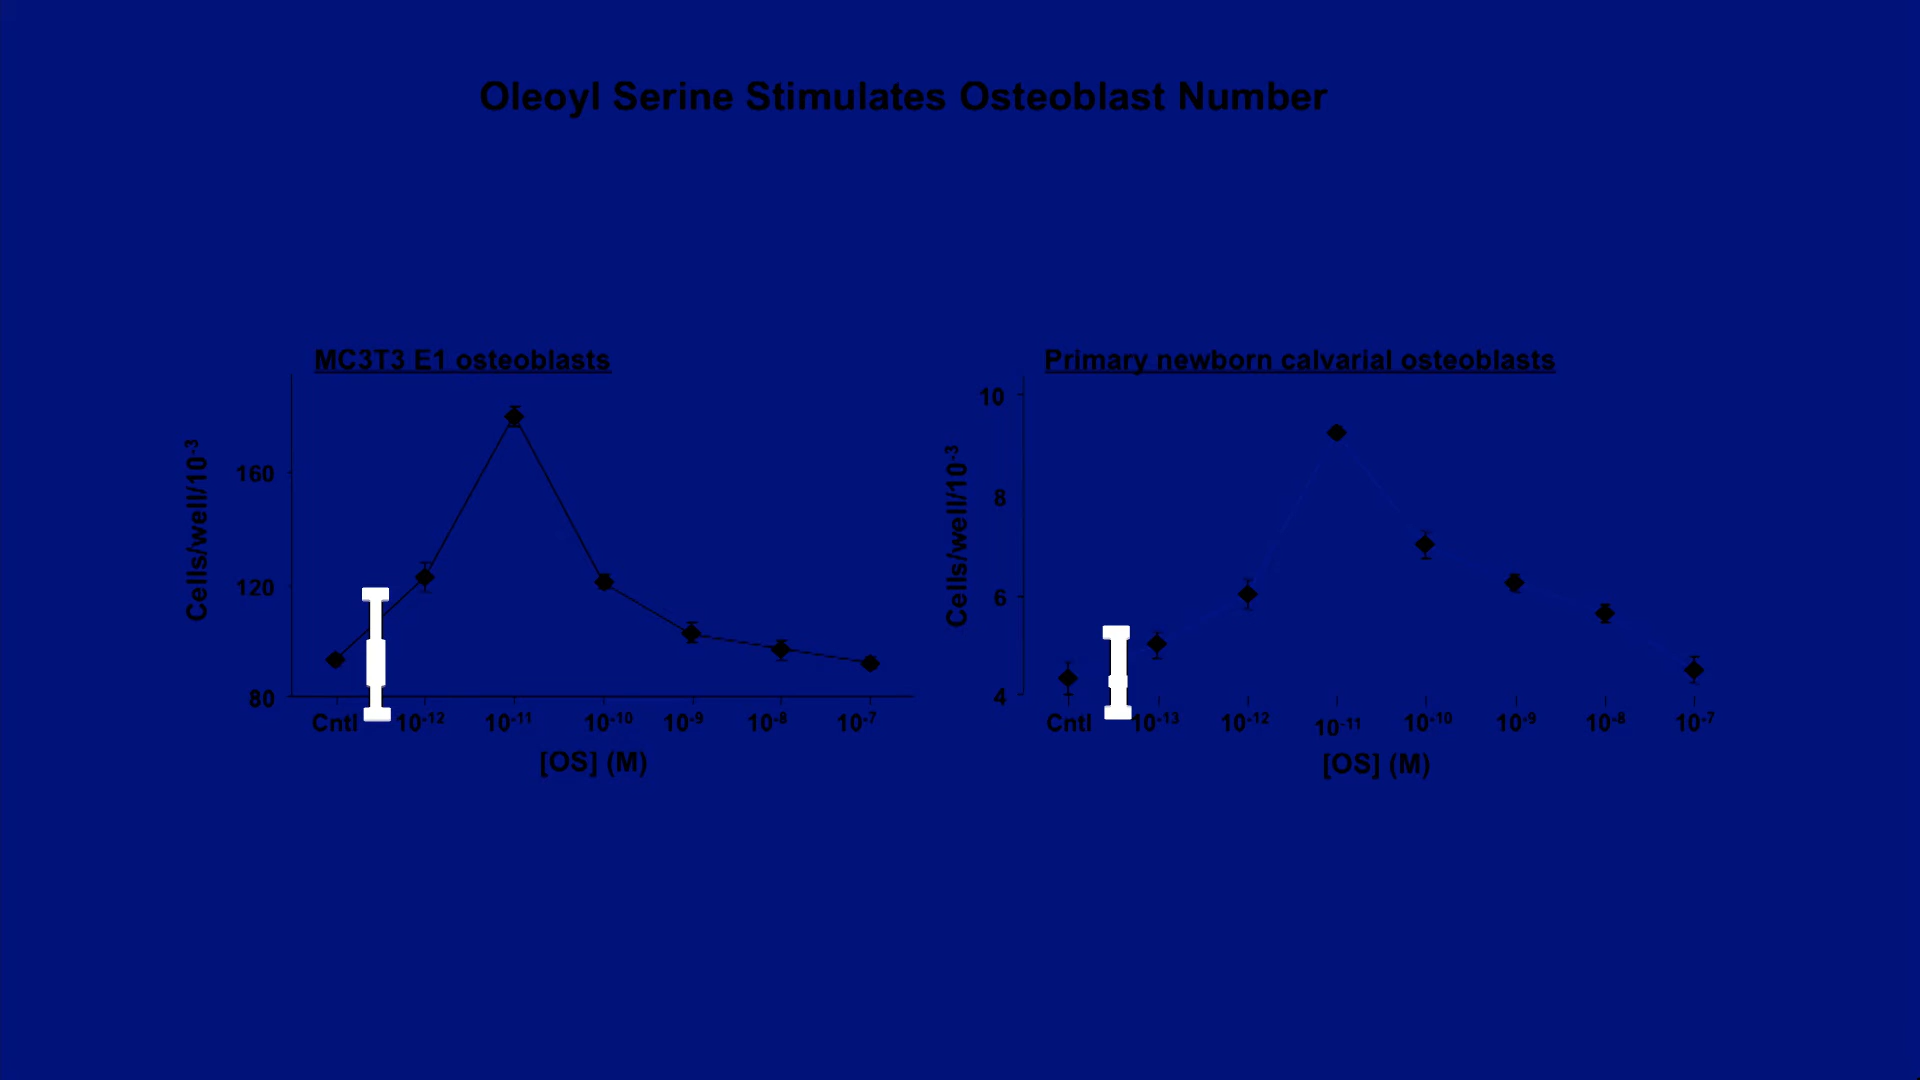 Oleoyl Serine Stimulates Osteoblast Number
MC3T3 E1 osteoblasts
Cells/well/10-3
160
120
80
Cntl 10-12 10-11 10-10 10-9 10-8 10-7
[OS] (M)
Primary newborn calvarial osteoblasts
Cells/well/10-3
10
8
6
4
Cntl 10-13 10-12 10-11 10-10 10-9 10-8 10-7
[OS] (M)